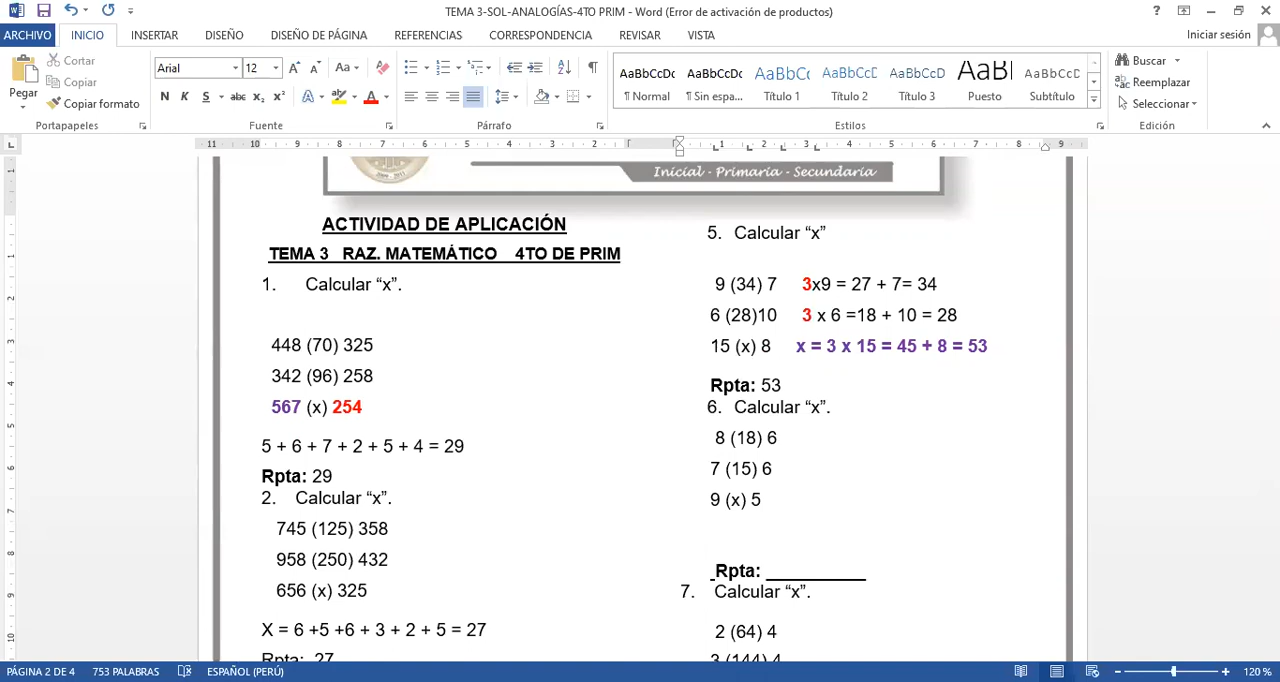 TEMA 3-SOL-ANALOGÍAS-4TO PRIM - Word (Error de activación de productos)
ARCHIVO INICIO INSERTAR DISEÑO DISEÑO DE PÁGINA REFERENCIAS CORRESPONDENCIA REVISAR VISTA Iniciar sesión
Pegar
Cortar
Copiar
Copiar formato
Portapapeles
Arial 12
N K S abc
Fuente
Párrafo
AaBbCcDc AaBbCcDc AaBbCc AaBbCcC AaBbCcD AaB AaBbCcC
¶ Normal ¶ Sin espa... Título 1 Título 2 Título 3 Puesto Subtítulo
Estilos
Buscar
Reemplazar
Seleccionar
Edición
Inicial - Primaria - Secundaria
ACTIVIDAD DE APLICACIÓN
TEMA 3 RAZ. MATEMÁTICO 4TO DE PRIM
1. Calcular “x”.
448 (70) 325
342 (96) 258
567 (x) 254
5 + 6 + 7 + 2 + 5 + 4 = 29
Rpta: 29
2. Calcular “x”.
745 (125) 358
958 (250) 432
656 (x) 325
X = 6 +5 +6 + 3 + 2 + 5 = 27
Rpta: 27
5. Calcular “x”
9 (34) 7 3x9 = 27 + 7= 34
6 (28)10 3 x 6 =18 + 10 = 28
15 (x) 8 x = 3 x 15 = 45 + 8 = 53
Rpta: 53
6. Calcular “x”.
8 (18) 6
7 (15) 6
9 (x) 5
Rpta: __________
7. Calcular “x”.
2 (64) 4
3 (144) 4
PÁGINA 2 DE 4 753 PALABRAS ESPAÑOL (PERÚ) 120 %